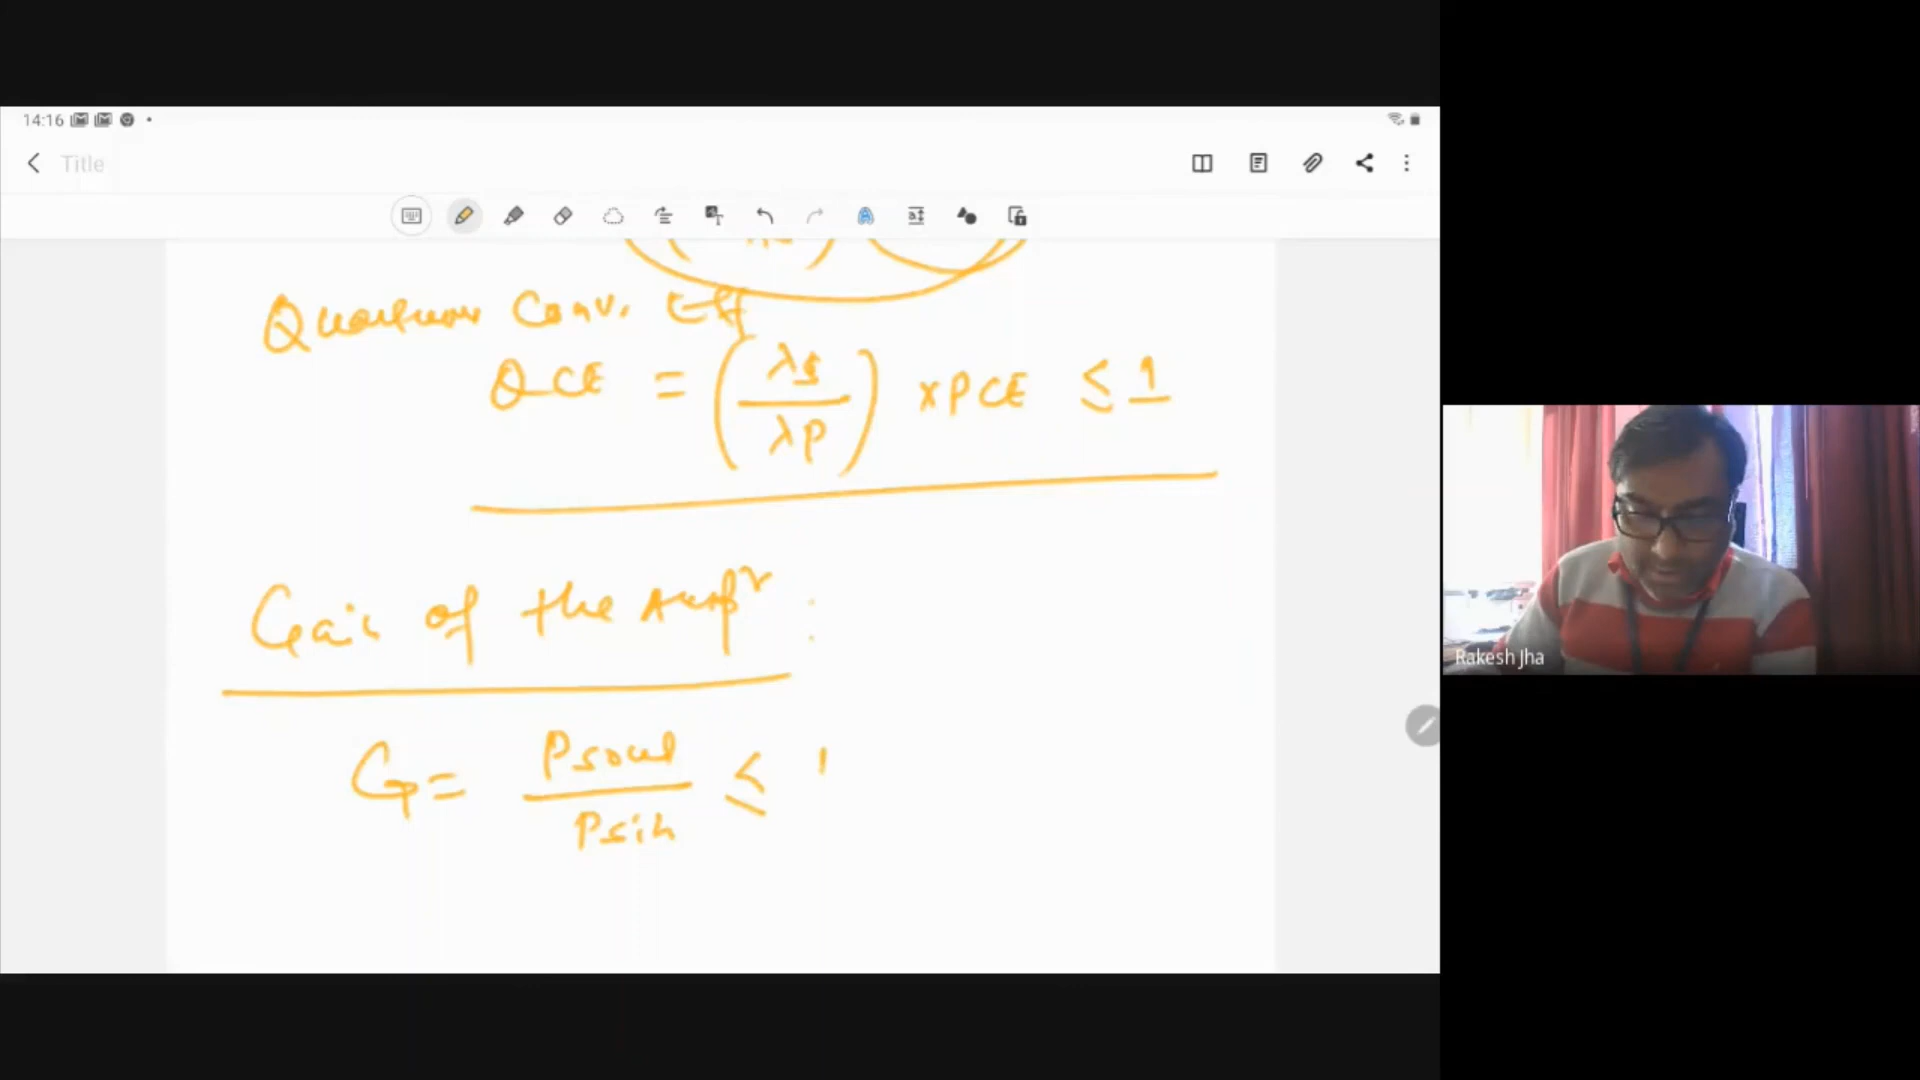 14:16
Title
Quantum Conv. Eff
QCE = (λs / λp) x PCE ≤ 1
Gain of the Ampr :
G = Psout / Psin ≤ 1
Rakesh Jha